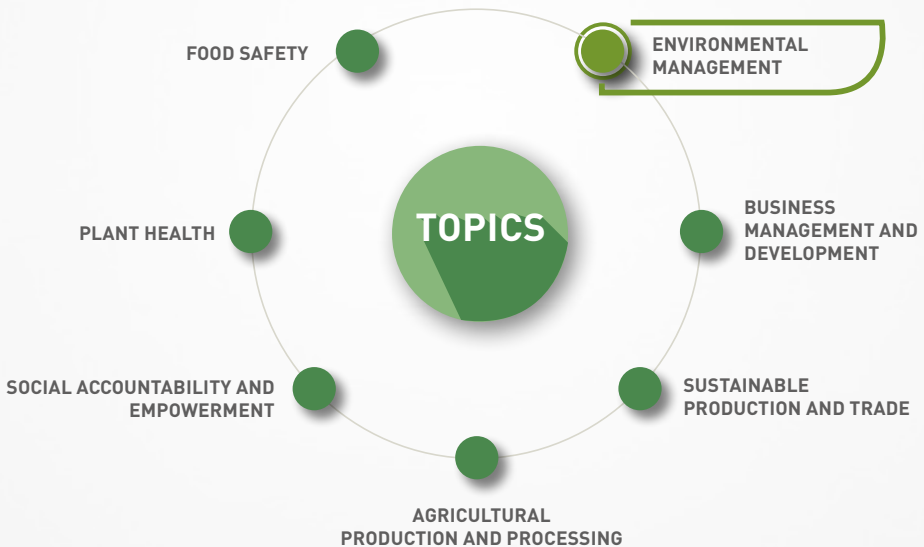 FOOD SAFETY
ENVIRONMENTAL
MANAGEMENT
TOPICS
PLANT HEALTH
BUSINESS
MANAGEMENT AND
DEVELOPMENT
SOCIAL ACCOUNTABILITY AND
EMPOWERMENT
SUSTAINABLE
PRODUCTION AND TRADE
AGRICULTURAL
PRODUCTION AND PROCESSING